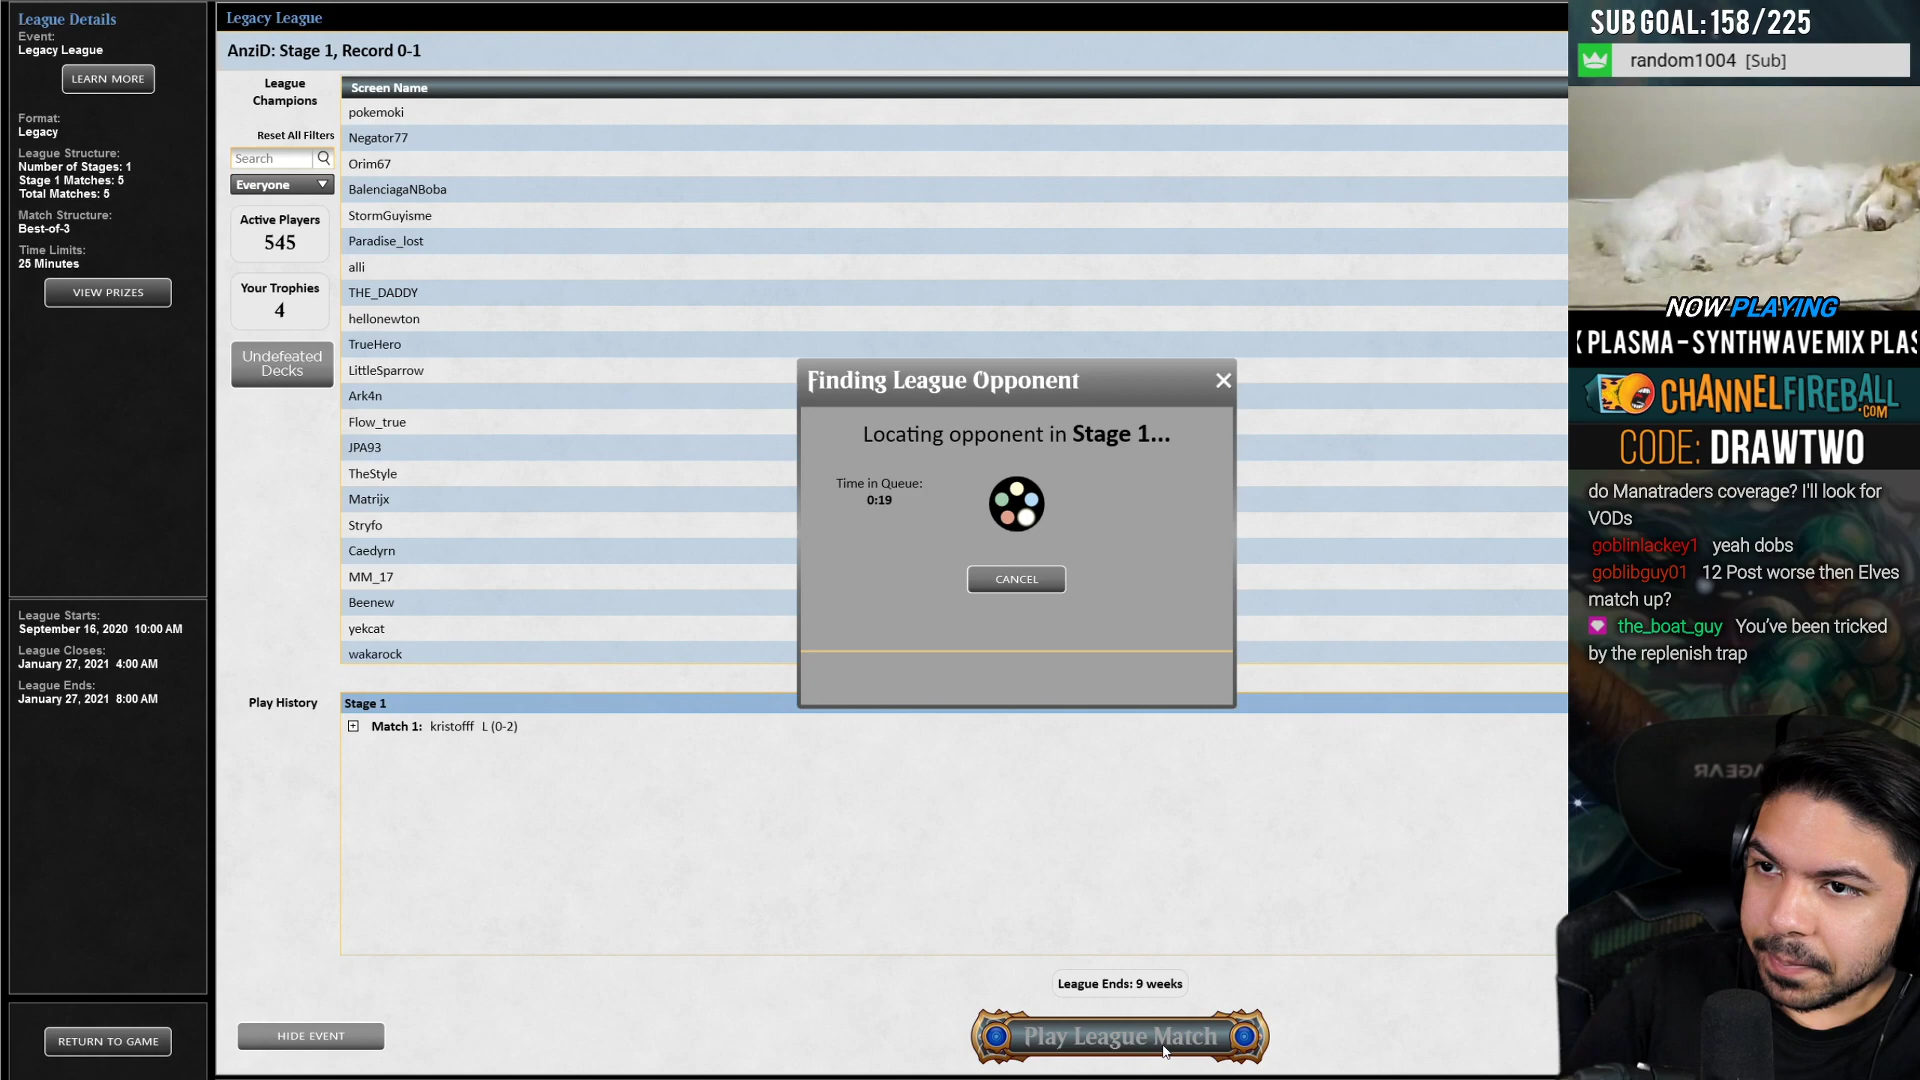 League Details
Event:
Legacy League
LEARN MORE
Format:
Legacy
League Structure:
Number of Stages: 1
Stage 1 Matches: 5
Total Matches: 5
Match Structure:
Best-of-3
Time Limits:
25 Minutes
VIEW PRIZES
League Starts:
September 16, 2020 10:00 AM
League Closes:
January 27, 2021 4:00 AM
League Ends:
January 27, 2021 8:00 AM
RETURN TO GAME
Legacy League
AnziD: Stage 1, Record 0-1
League
Champions
Reset All Filters
Search
Everyone
Active Players
545
Your Trophies
4
Undefeated
Decks
Screen Name
pokemoki
Negator77
Orim67
BalenciagaNBoba
StormGuyisme
Paradise_lost
alli
THE_DADDY
hellonewton
TrueHero
LittleSparrow
Ark4n
Flow_true
JPA93
TheStyle
Matrijx
Stryfo
Caedyrn
MM_17
Beenew
yekcat
wakarock
Finding League Opponent
Locating opponent in Stage 1...
Time in Queue:
0:19
CANCEL
Play History
Stage 1
Match 1: kristofff L (0-2)
League Ends: 9 weeks
HIDE EVENT
Play League Match
SUB GOAL: 158/225
random1004 [Sub]
NOW PLAYING
X PLASMA - SYNTHWAVE MIX PLAS
CHANNELFIREBALL
.COM
CODE: DRAWTWO
do Manatraders coverage? I'll look for
VODs
goblinlackey1 yeah dobs
goblibguy01 12 Post worse then Elves
match up?
the_boat_guy You've been tricked
by the replenish trap